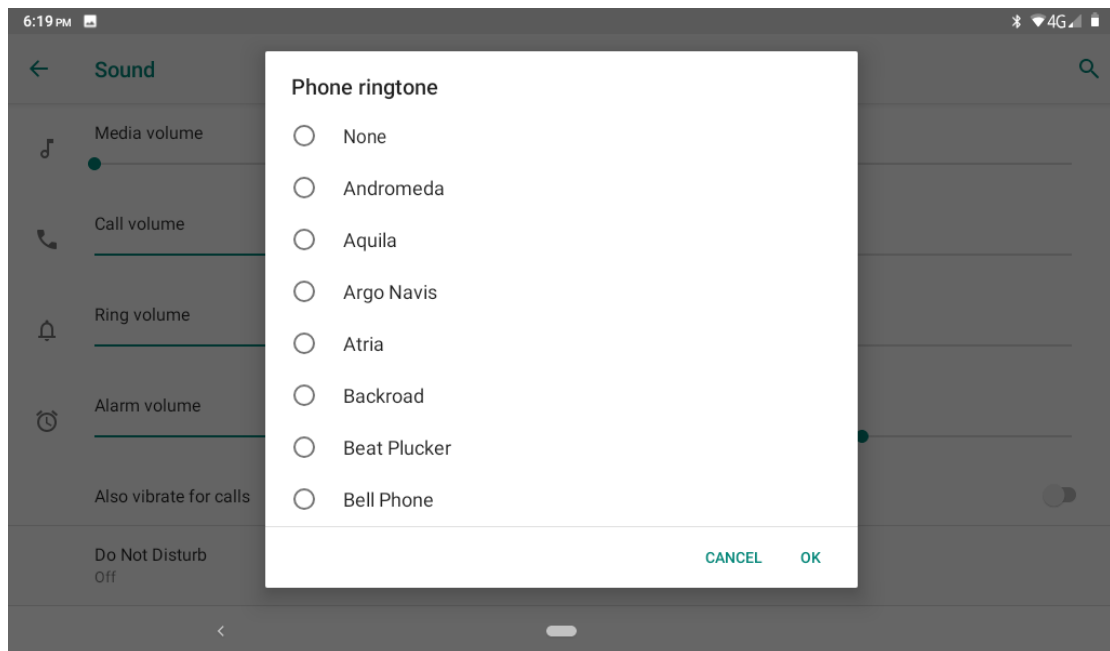 6:19 PM
4G
Sound
Phone ringtone
None
Andromeda
Aquila
Argo Navis
Atria
Backroad
Beat Plucker
Bell Phone
CANCEL OK
Media volume
Call volume
Ring volume
Alarm volume
Also vibrate for calls
Do Not Disturb
Off